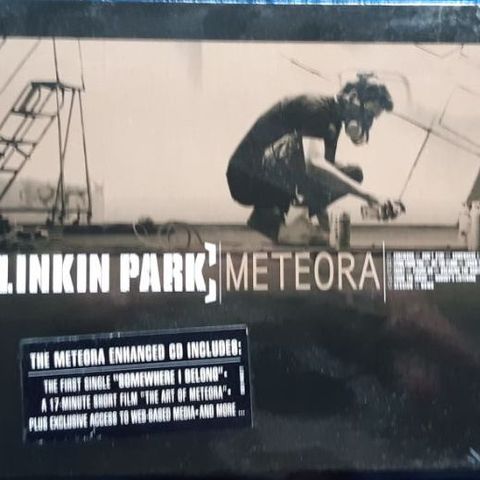 LINKIN PARK
METEORA
THE METEORA ENHANCED CD INCLUDES:
THE FIRST SINGLE "SOMEWHERE I BELONG"•
A 17-MINUTE SHORT FILM "THE ART OF METEORA"•
PLUS EXCLUSIVE ACCESS TO WEB-BASED MEDIA• AND MORE ...